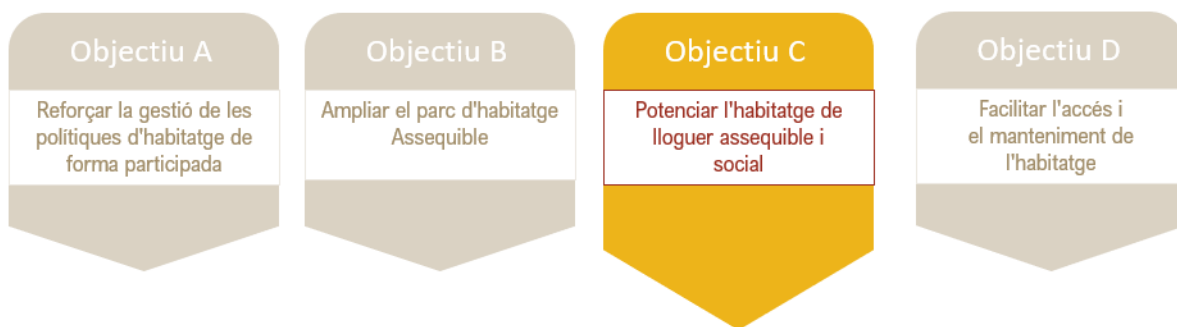 Objectiu A
Reforçar la gestió de les
polítiques d'habitatge de
forma participada
Objectiu B
Ampliar el parc d'habitatge
Assequible
Objectiu C
Potenciar l'habitatge de
lloguer assequible i
social
Objectiu D
Facilitar l'accés i
el manteniment de
l'habitatge